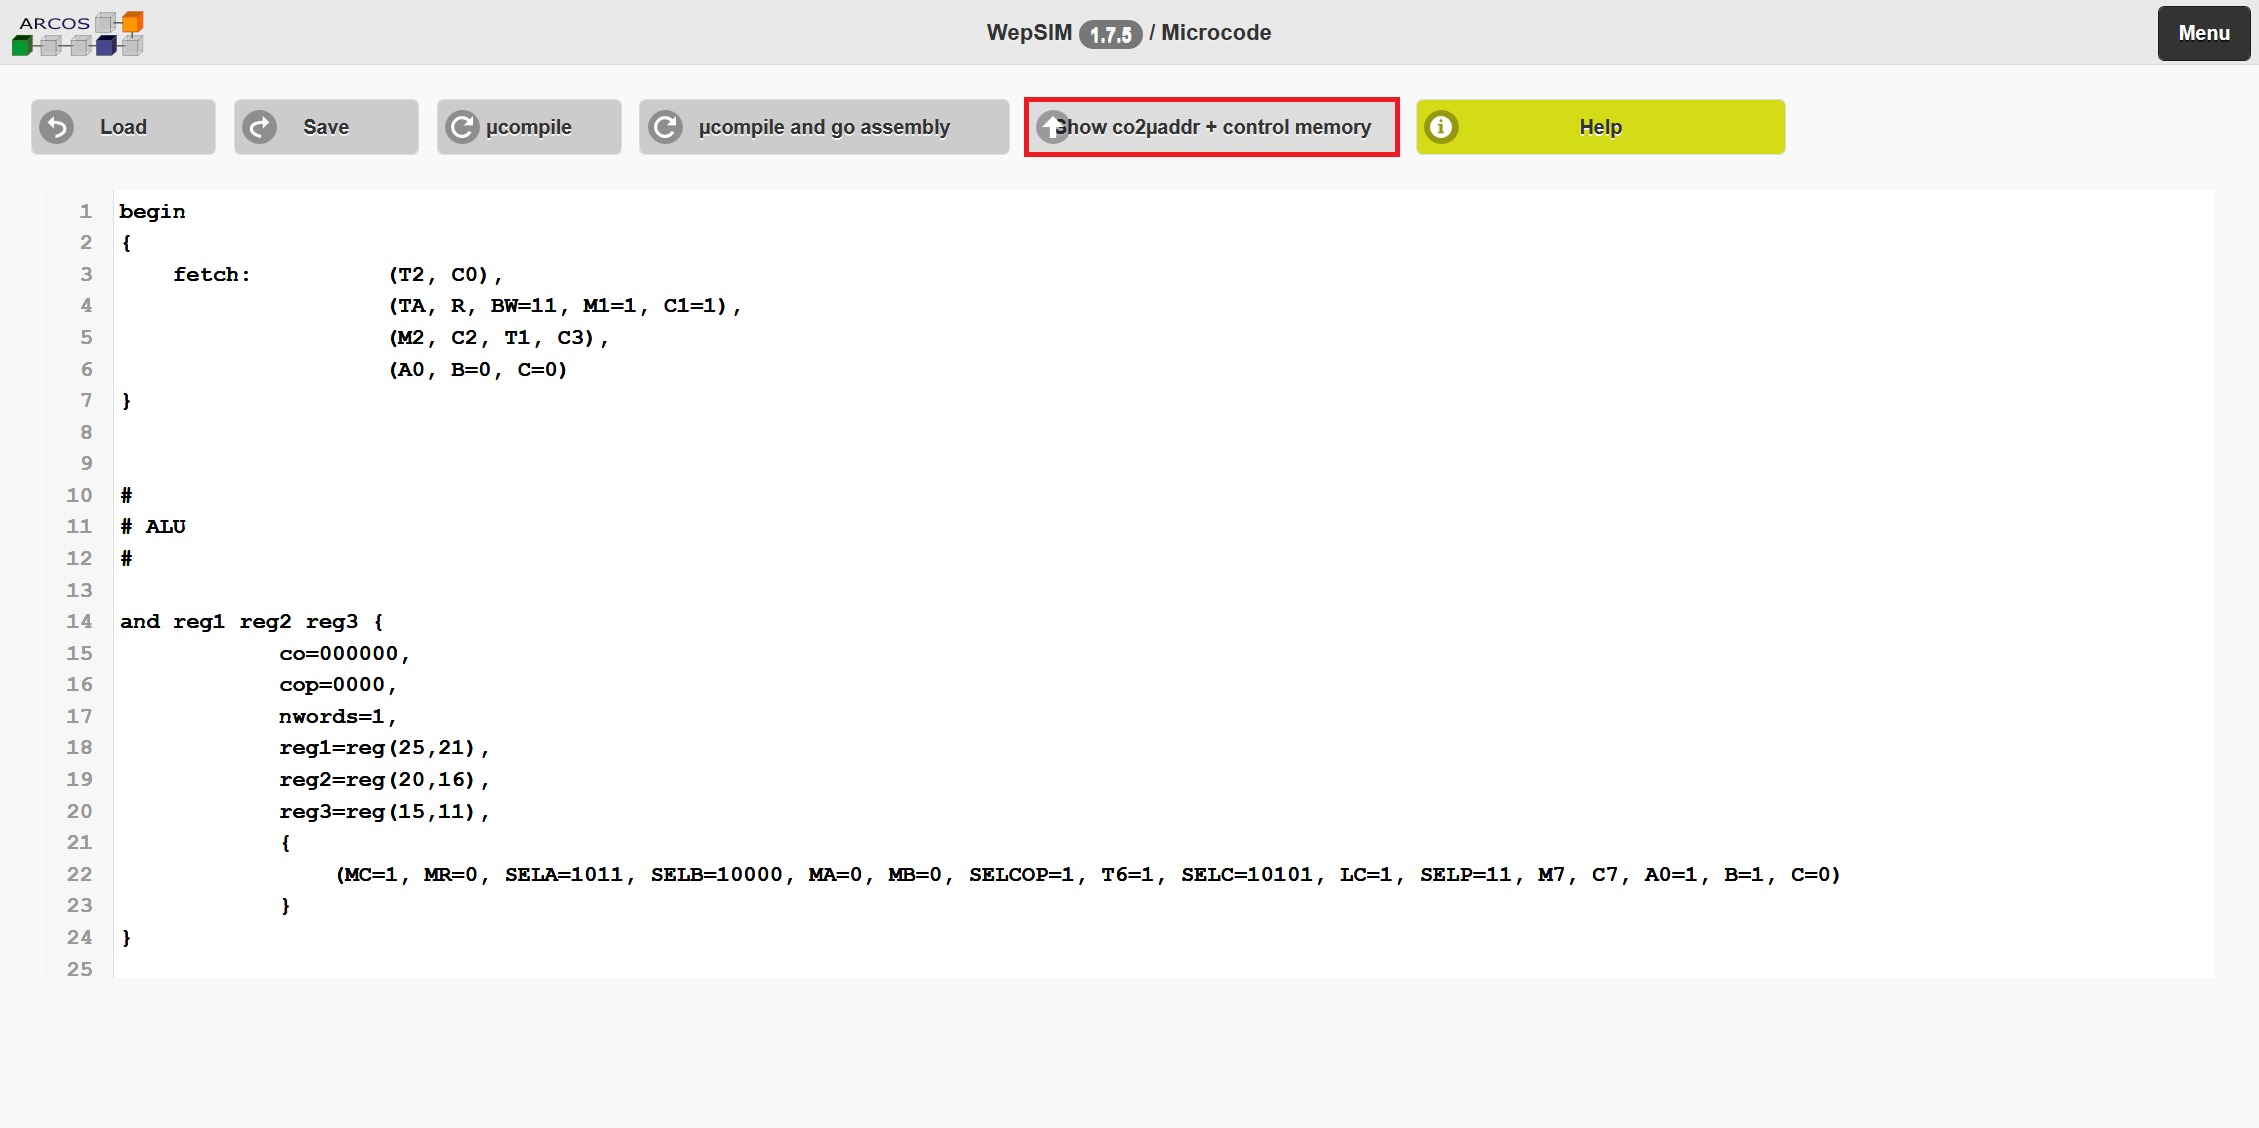 ARCOS
WepSIM 1.7.5 / Microcode
Menu
Load
Save
µcompile
µcompile and go assembly
Show co2µaddr + control memory
Help
1 begin
2 {
3 fetch: (T2, C0),
4 (TA, R, BW=11, M1=1, C1=1),
5 (M2, C2, T1, C3),
6 (A0, B=0, C=0)
7 }
8
9
10 #
11 # ALU
12 #
13
14 and reg1 reg2 reg3 {
15 co=000000,
16 cop=0000,
17 nwords=1,
18 reg1=reg(25,21),
19 reg2=reg(20,16),
20 reg3=reg(15,11),
21 {
22 (MC=1, MR=0, SELA=1011, SELB=10000, MA=0, MB=0, SELCOP=1, T6=1, SELC=10101, LC=1, SELP=11, M7, C7, A0=1, B=1, C=0)
23 }
24 }
25